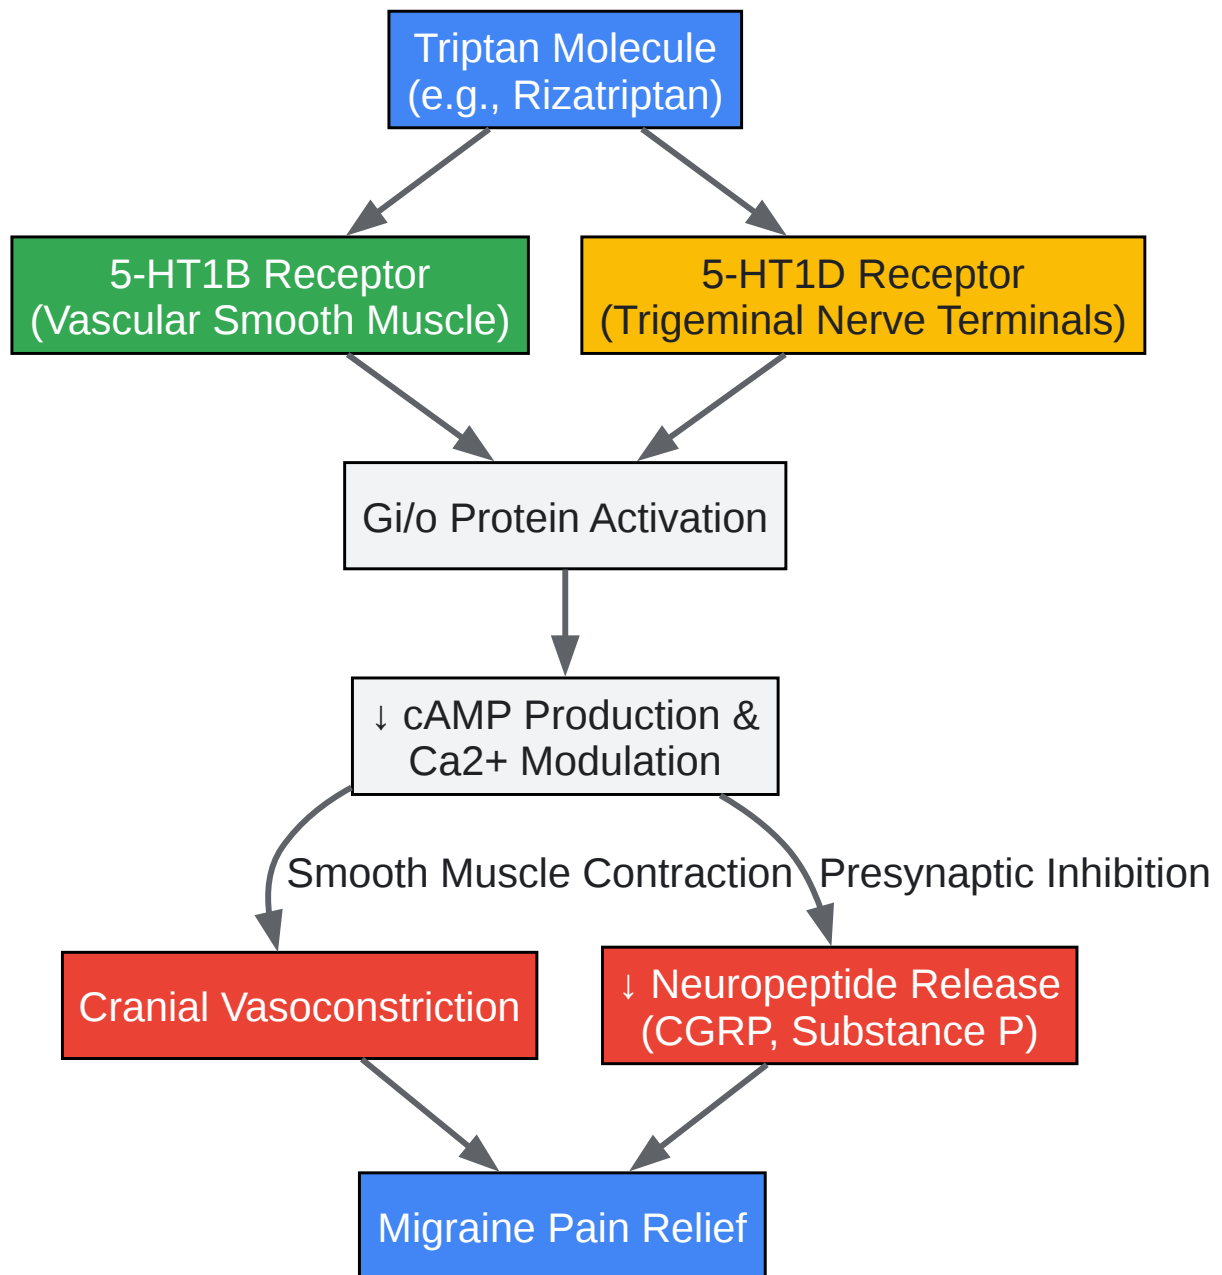 Triptan Molecule
(e.g., Rizatriptan)
5-HT1B Receptor
(Vascular Smooth Muscle)
5-HT1D Receptor
(Trigeminal Nerve Terminals)
Gi/o Protein Activation
↓ cAMP Production &
Ca2+ Modulation
Smooth Muscle Contraction
Presynaptic Inhibition
Cranial Vasoconstriction
↓ Neuropeptide Release
(CGRP, Substance P)
Migraine Pain Relief